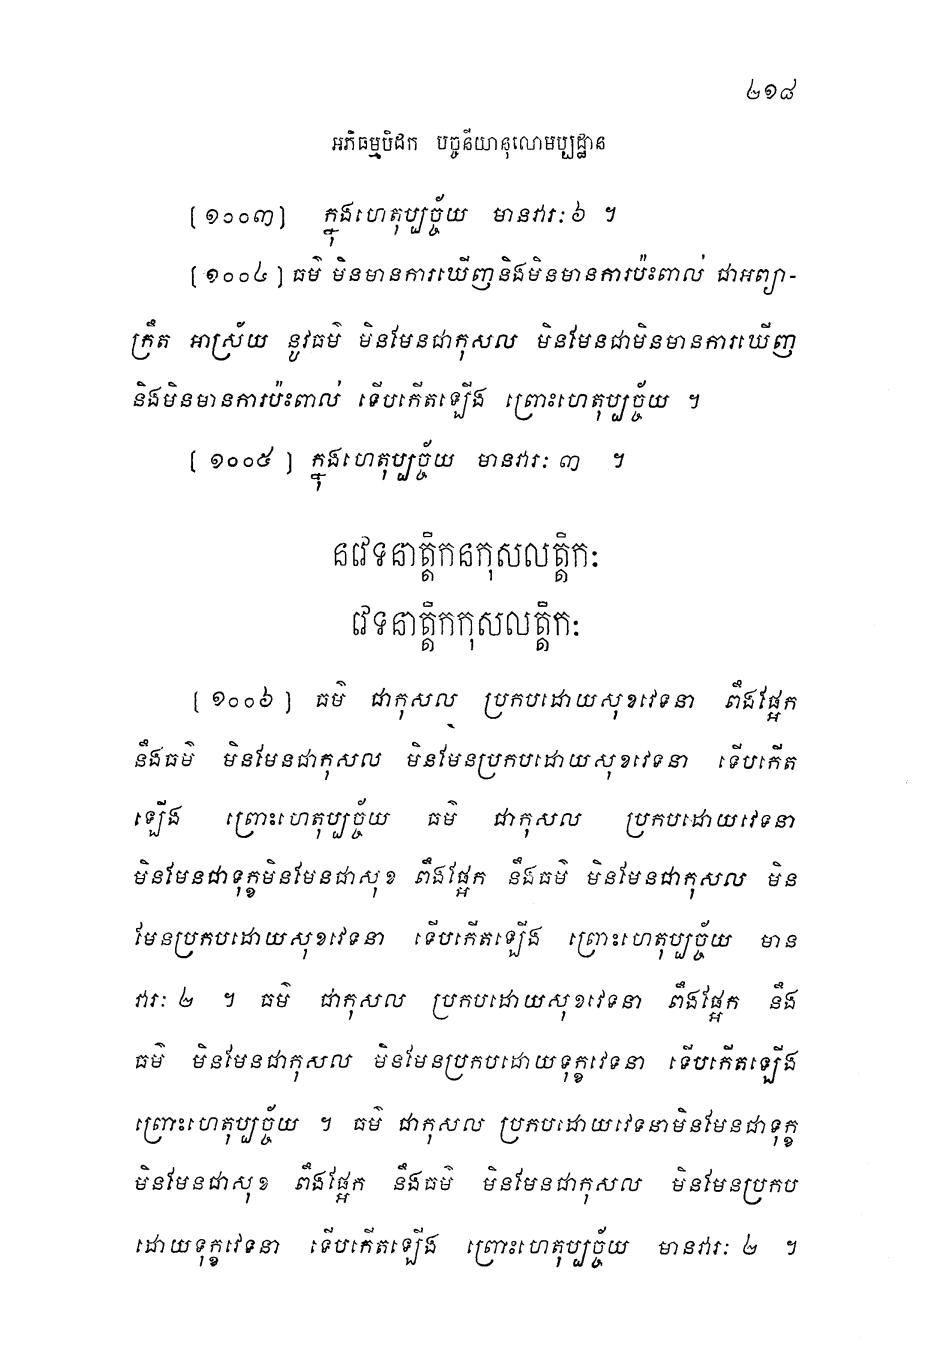 ២១៨
អភិធម្មបិដក បច្ចនីយានុលោមប្បដ្ឋាន
[១០០៣] ក្នុងហេតុប្បច្ច័យ មានវារៈ ៦ ។
[១០០៤] ធម៌ មិនមានការឃើញនិងមិនមានការប៉ះពាល់ ជាអព្យា-
ក្រឹត អាស្រ័យ នូវធម៌ មិនមែនជាកុសល មិនមែនជាមិនមានការឃើញ
និងមិនមានការប៉ះពាល់ ទើបកើតឡើង ព្រោះហេតុប្បច្ច័យ ។
[១០០៥] ក្នុងហេតុប្បច្ច័យ មានវារៈ ៣ ។
នវេទនាត្តិកនកុសលត្តិកៈ
វេទនាត្តិកកុសលត្តិកៈ
[១០០៦] ធម៌ ជាកុសល ប្រកបដោយសុខវេទនា ពឹងផ្អែក
នឹងធម៌ មិនមែនជាកុសល មិនមែនប្រកបដោយសុខវេទនា ទើបកើត
ឡើង ព្រោះហេតុប្បច្ច័យ ធម៌ ជាកុសល ប្រកបដោយវេទនា
មិនមែនជាទុក្ខមិនមែនជាសុខ ពឹងផ្អែក នឹងធម៌ មិនមែនជាកុសល មិន
មែនប្រកបដោយសុខវេទនា ទើបកើតឡើង ព្រោះហេតុប្បច្ច័យ មាន
វារៈ ២ ។ ធម៌ ជាកុសល ប្រកបដោយសុខវេទនា ពឹងផ្អែក នឹង
ធម៌ មិនមែនជាកុសល មិនមែនប្រកបដោយទុក្ខវេទនា ទើបកើតឡើង
ព្រោះហេតុប្បច្ច័យ ។ ធម៌ ជាកុសល ប្រកបដោយវេទនាមិនមែនជាទុក្ខ
មិនមែនជាសុខ ពឹងផ្អែក នឹងធម៌ មិនមែនជាកុសល មិនមែនប្រកប
ដោយទុក្ខវេទនា ទើបកើតឡើង ព្រោះហេតុប្បច្ច័យ មានវារៈ ២ ។